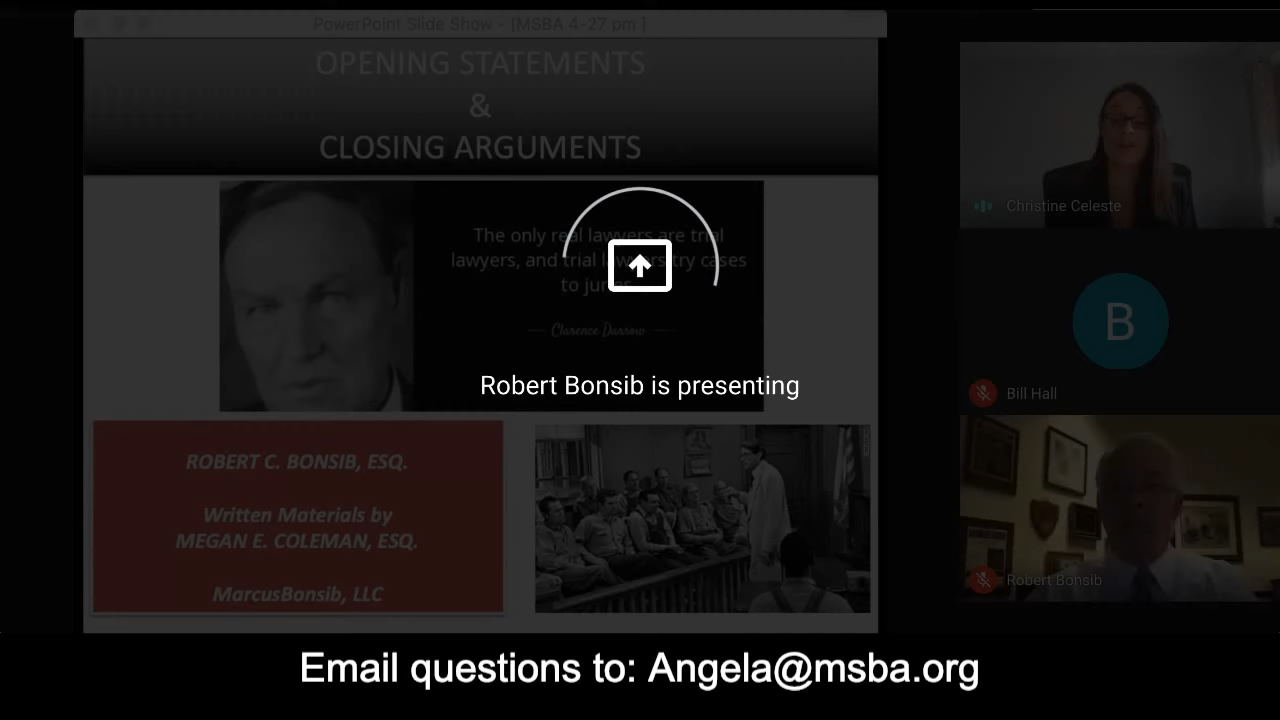 PowerPoint Slide Show - [MSBA 4-27 pm ]
OPENING STATEMENTS
&
CLOSING ARGUMENTS
The only real lawyers are trial
lawyers, and trial lawyers try cases
to juries.
Clarence Darrow
Robert Bonsib is presenting
ROBERT C. BONSIB, ESQ.
Written Materials by
MEGAN E. COLEMAN, ESQ.
MarcusBonsib, LLC
Christine Celeste
B
Bill Hall
Robert Bonsib
Email questions to: Angela@msba.org